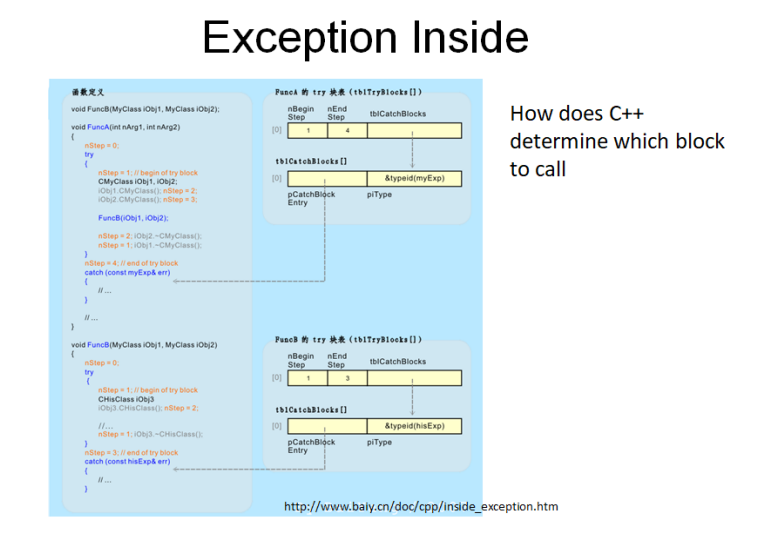 Exception Inside
函数定义
void FuncB(MyClass iObj1, MyClass iObj2);
void FuncA(int nArg1, int nArg2)
{
nStep = 0;
try
{
nStep = 1; // begin of try block
CMyClass iObj1, iObj2;
iObj1.CMyClass(); nStep = 2;
iObj2.CMyClass(); nStep = 3;
FuncB(iObj1, iObj2);
nStep = 2; iObj2.~CMyClass();
nStep = 1; iObj1.~CMyClass();
}
nStep = 4; // end of try block
catch (const myExp& err)
{
// ...
}
// ...
}
void FuncB(MyClass iObj1, MyClass iObj2)
{
nStep = 0;
try
{
nStep = 1; // begin of try block
CHisClass iObj3
iObj3.CHisClass(); nStep = 2;
//...
nStep = 1; iObj3.~CHisClass();
}
nStep = 3; // end of try block
catch (const hisExp& err)
{
// ...
}
FuncA 的 try 块表 (tblTryBlocks[])
nBegin Step nEnd Step tblCatchBlocks
[0] 1 4
tblCatchBlocks[]
[0] &typeid(myExp)
pCatchBlock Entry piType
FuncB 的 try 块表 (tblTryBlocks[])
nBegin Step nEnd Step tblCatchBlocks
[0] 1 3
tblCatchBlocks[]
[0] &typeid(hisExp)
pCatchBlock Entry piType
How does C++
determine which block
to call
http://www.baiy.cn/doc/cpp/inside_exception.htm